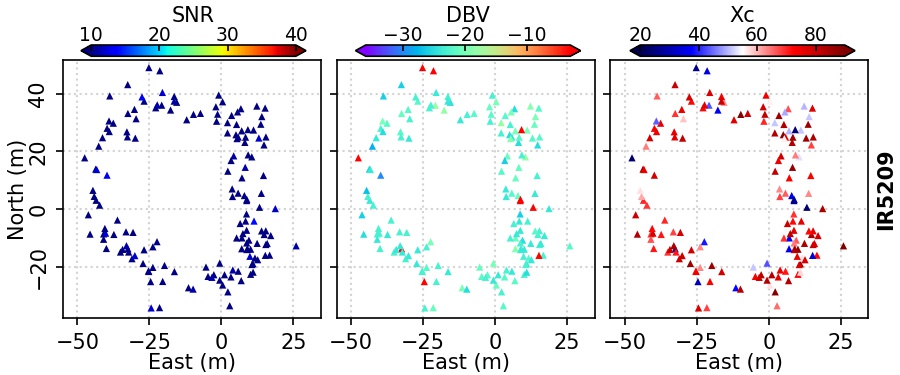 SNR DBV Xc
10 20 30 40 −30 −20 −10 20 40 60 80
40
20
0
−20
North (m)
IR5209
−50 −25 0 25 −50 −25 0 25 −50 −25 0 25
East (m) East (m) East (m)